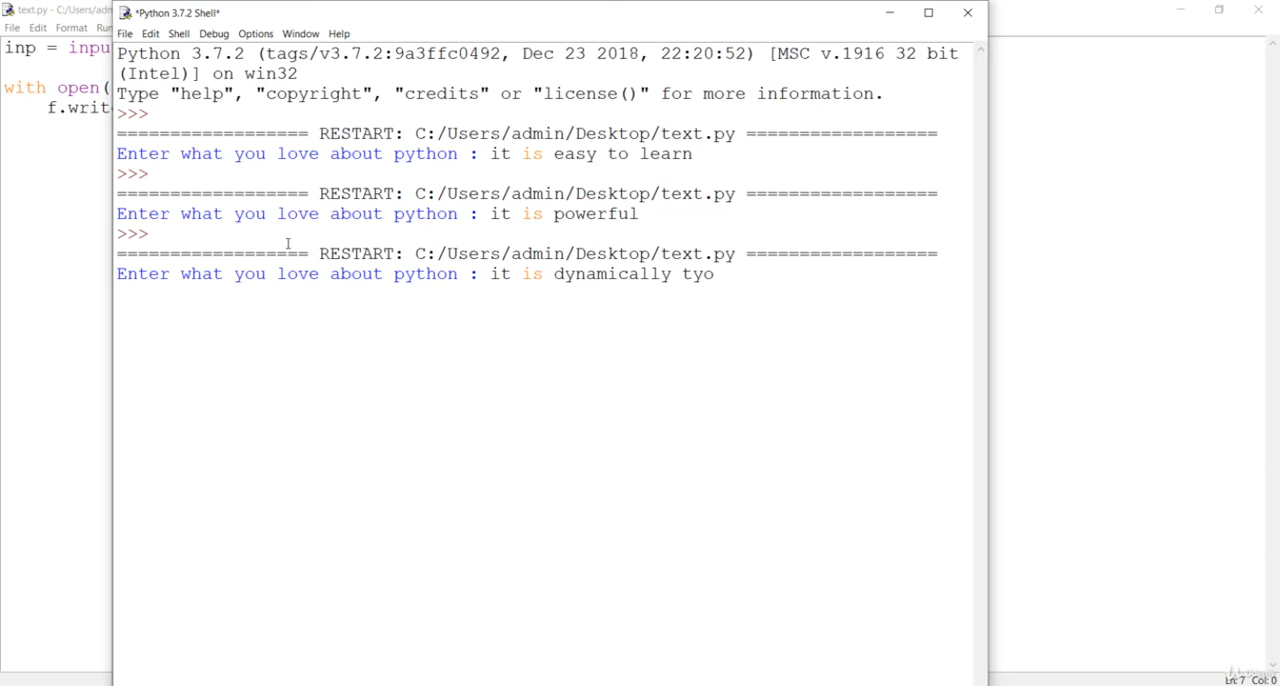 text.py - C:/Users/adm
*Python 3.7.2 Shell*
File Edit Format Run
File Edit Shell Debug Options Window Help
inp = inpu
with open(
f.writ
Python 3.7.2 (tags/v3.7.2:9a3ffc0492, Dec 23 2018, 22:20:52) [MSC v.1916 32 bit
(Intel)] on win32
Type "help", "copyright", "credits" or "license()" for more information.
>>>
================== RESTART: C:/Users/admin/Desktop/text.py ==================
Enter what you love about python : it is easy to learn
>>>
================== RESTART: C:/Users/admin/Desktop/text.py ==================
Enter what you love about python : it is powerful
>>>
================== RESTART: C:/Users/admin/Desktop/text.py ==================
Enter what you love about python : it is dynamically tyo
Ln: 7 Col: 0